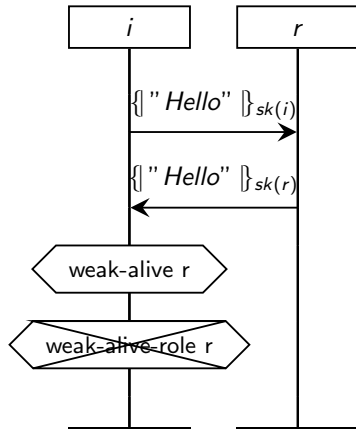 i r
{| "Hello" |}sk(i)
{| "Hello" |}sk(r)
weak-alive r
weak-alive-role r